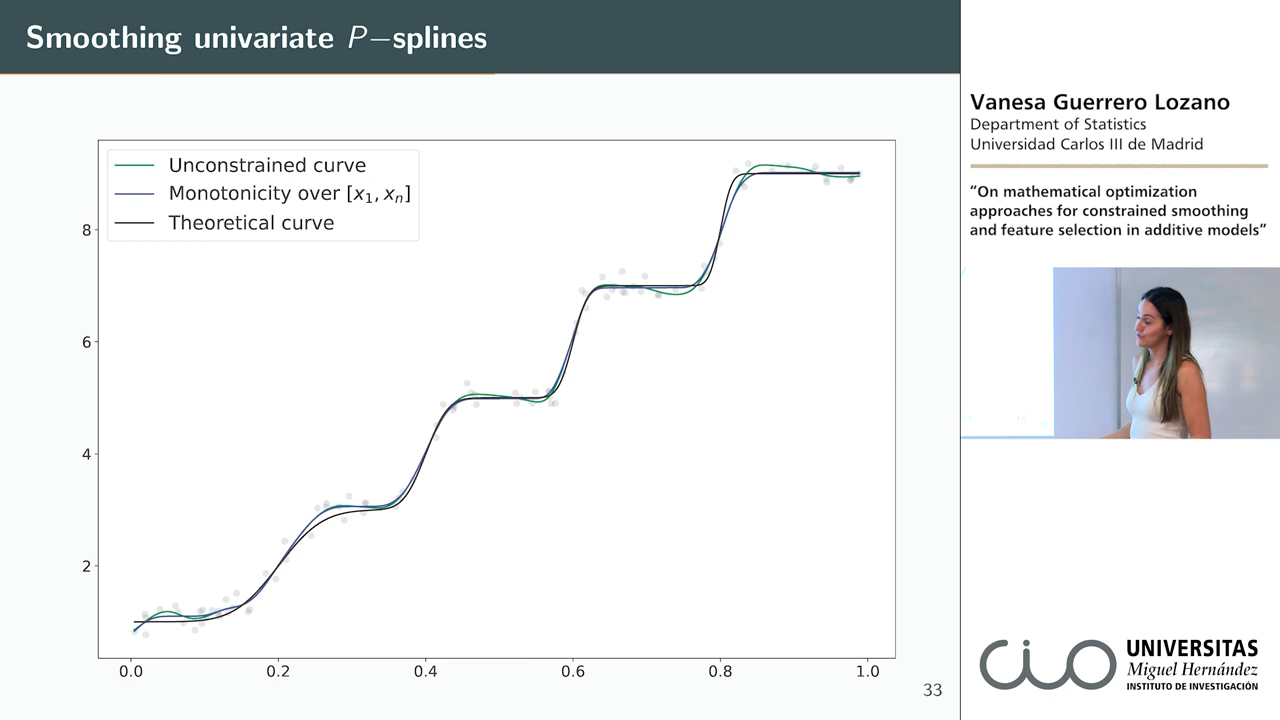 Smoothing univariate P−splines
Unconstrained curve
Monotonicity over [x₁, xₙ]
Theoretical curve
8
6
4
2
0.0 0.2 0.4 0.6 0.8 1.0
33
Vanesa Guerrero Lozano
Department of Statistics
Universidad Carlos III de Madrid
“On mathematical optimization
approaches for constrained smoothing
and feature selection in additive models”
cio
UNIVERSITAS
Miguel Hernández
INSTITUTO DE INVESTIGACIÓN